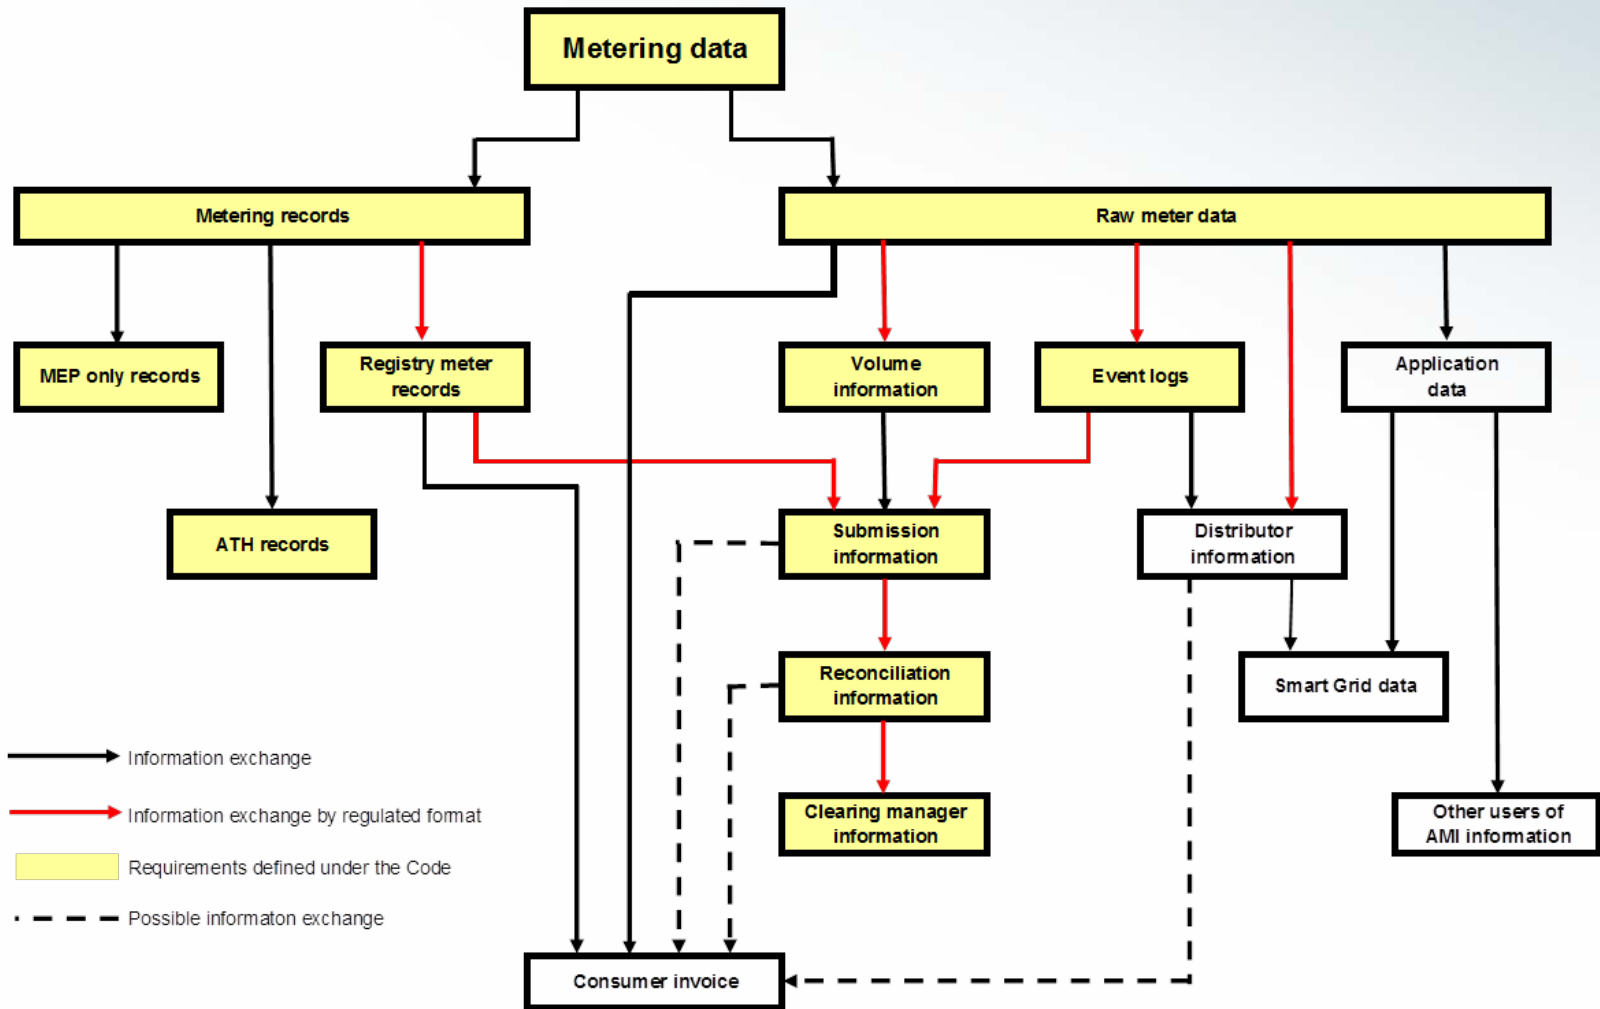 Metering data
Metering records
Raw meter data
MEP only records
Registry meter
records
Volume
information
Event logs
Application
data
ATH records
Submission
information
Distributor
information
Reconciliation
information
Smart Grid data
Information exchange
Information exchange by regulated format
Requirements defined under the Code
Possible informaton exchange
Clearing manager
information
Other users of
AMI information
Consumer invoice